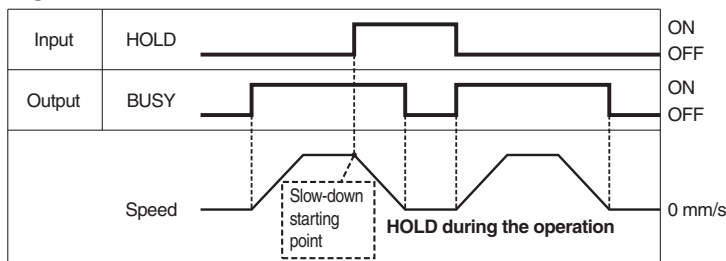 Input HOLD ON
OFF
Output BUSY ON
OFF
Speed 0 mm/s
Slow-down
starting
point
HOLD during the operation